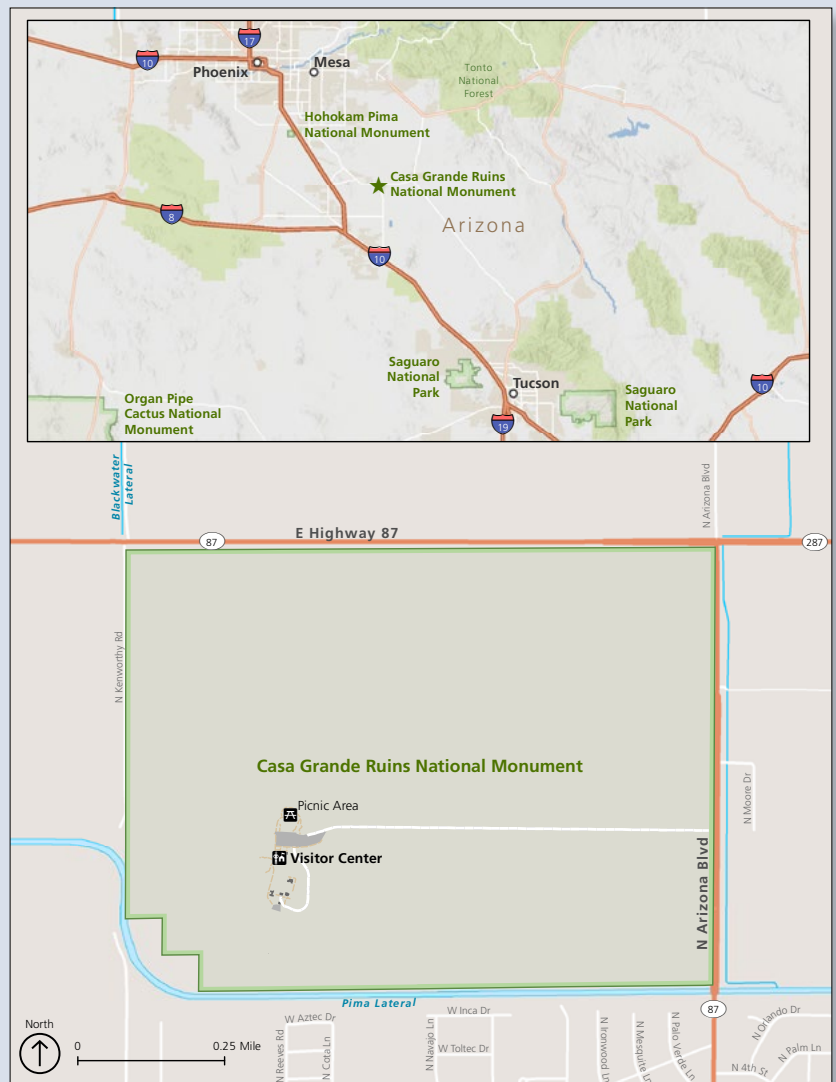 17
10
Phoenix
Mesa
Tonto
National
Forest
Hohokam Pima
National Monument
Casa Grande Ruins
National Monument
Arizona
8
10
Saguaro
National
Park
Tucson
Saguaro
National
Park
10
19
Organ Pipe
Cactus National
Monument
Blackwater
Lateral
N Arizona Blvd
E Highway 87
87
287
N Kenworthy Rd
Casa Grande Ruins National Monument
Picnic Area
Visitor Center
N Moore Dr
N Arizona Blvd
Pima Lateral
87
North
0
0.25 Mile
W Aztec Dr
N Reeves Rd
N Cota Ln
N Navajo Ln
W Inca Dr
W Toltec Dr
N Ironwood Ln
N Mesquite Ln
N Palo Verde Ln
N Orlando Dr
N Palm Ln
N 4th St